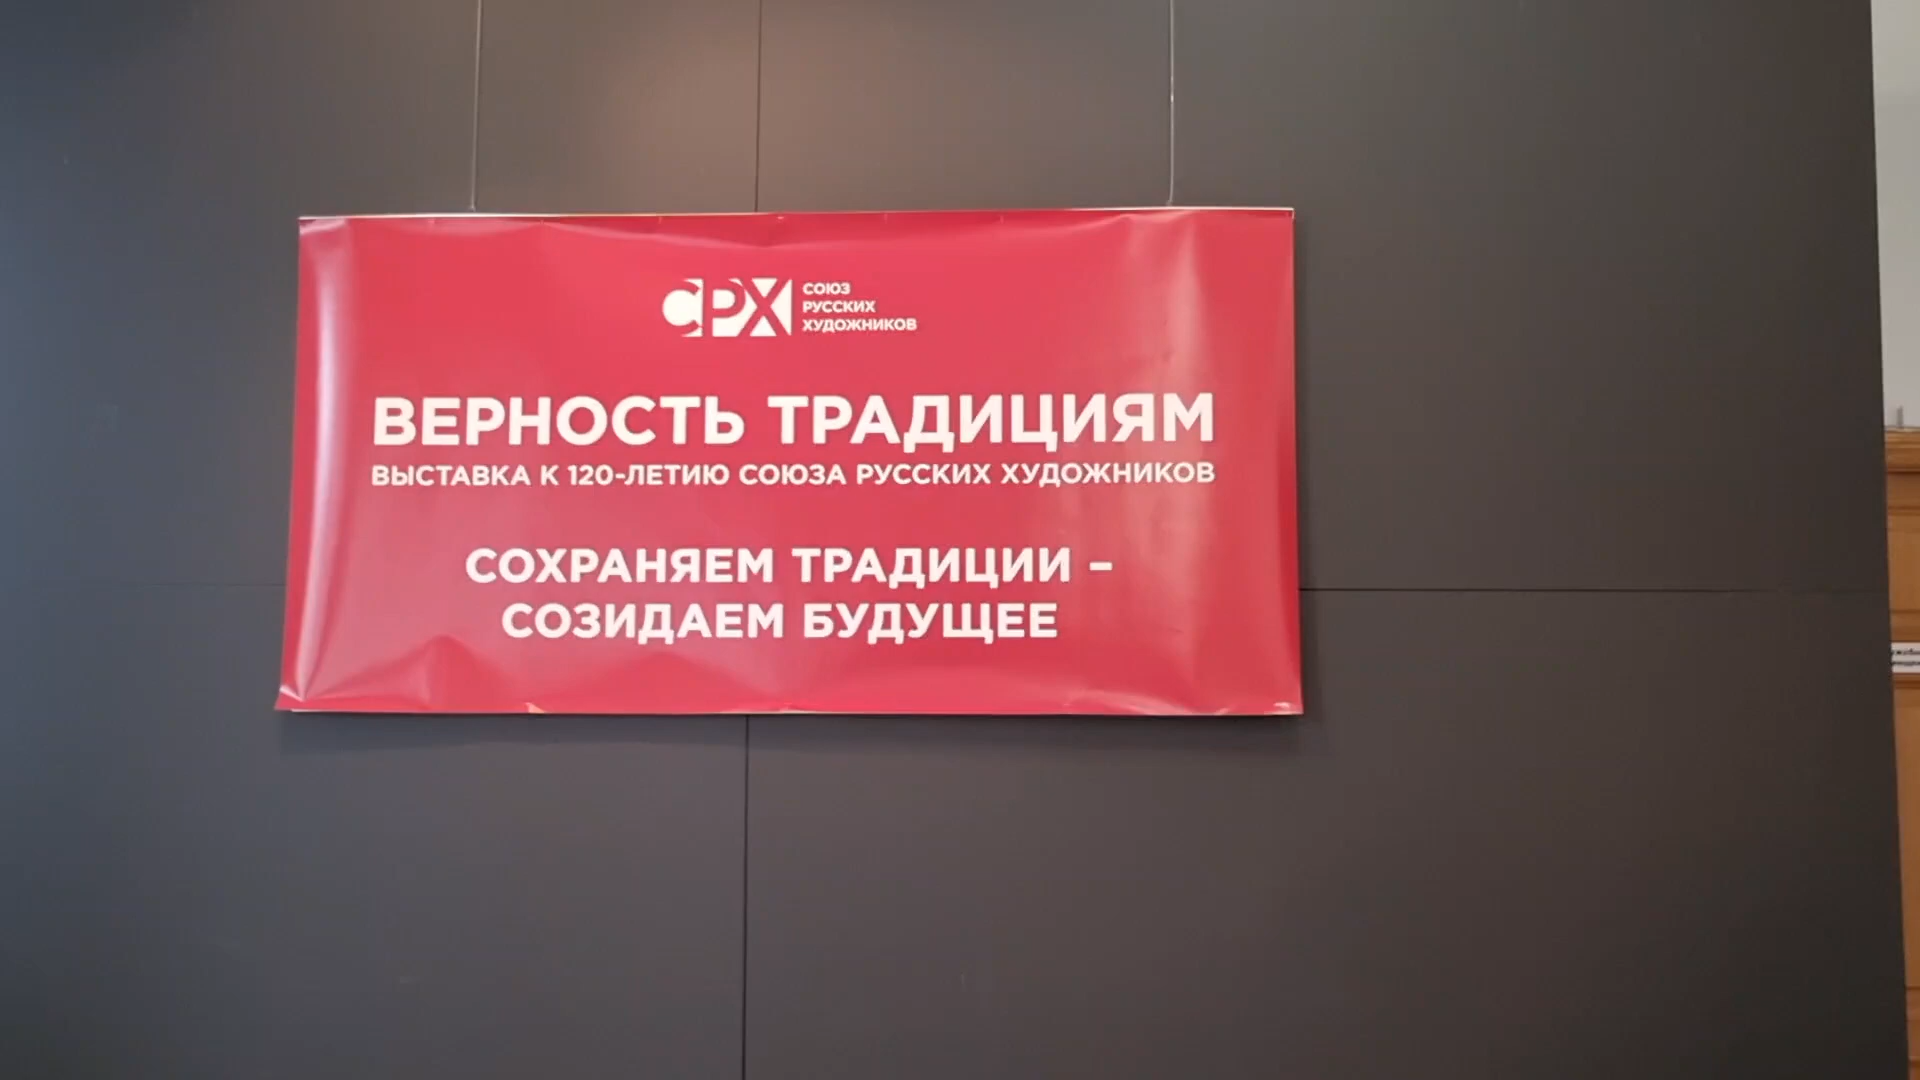 СРХ
СОЮЗ
РУССКИХ
ХУДОЖНИКОВ
ВЕРНОСТЬ ТРАДИЦИЯМ
ВЫСТАВКА К 120-ЛЕТИЮ СОЮЗА РУССКИХ ХУДОЖНИКОВ
СОХРАНЯЕМ ТРАДИЦИИ –
СОЗИДАЕМ БУДУЩЕЕ